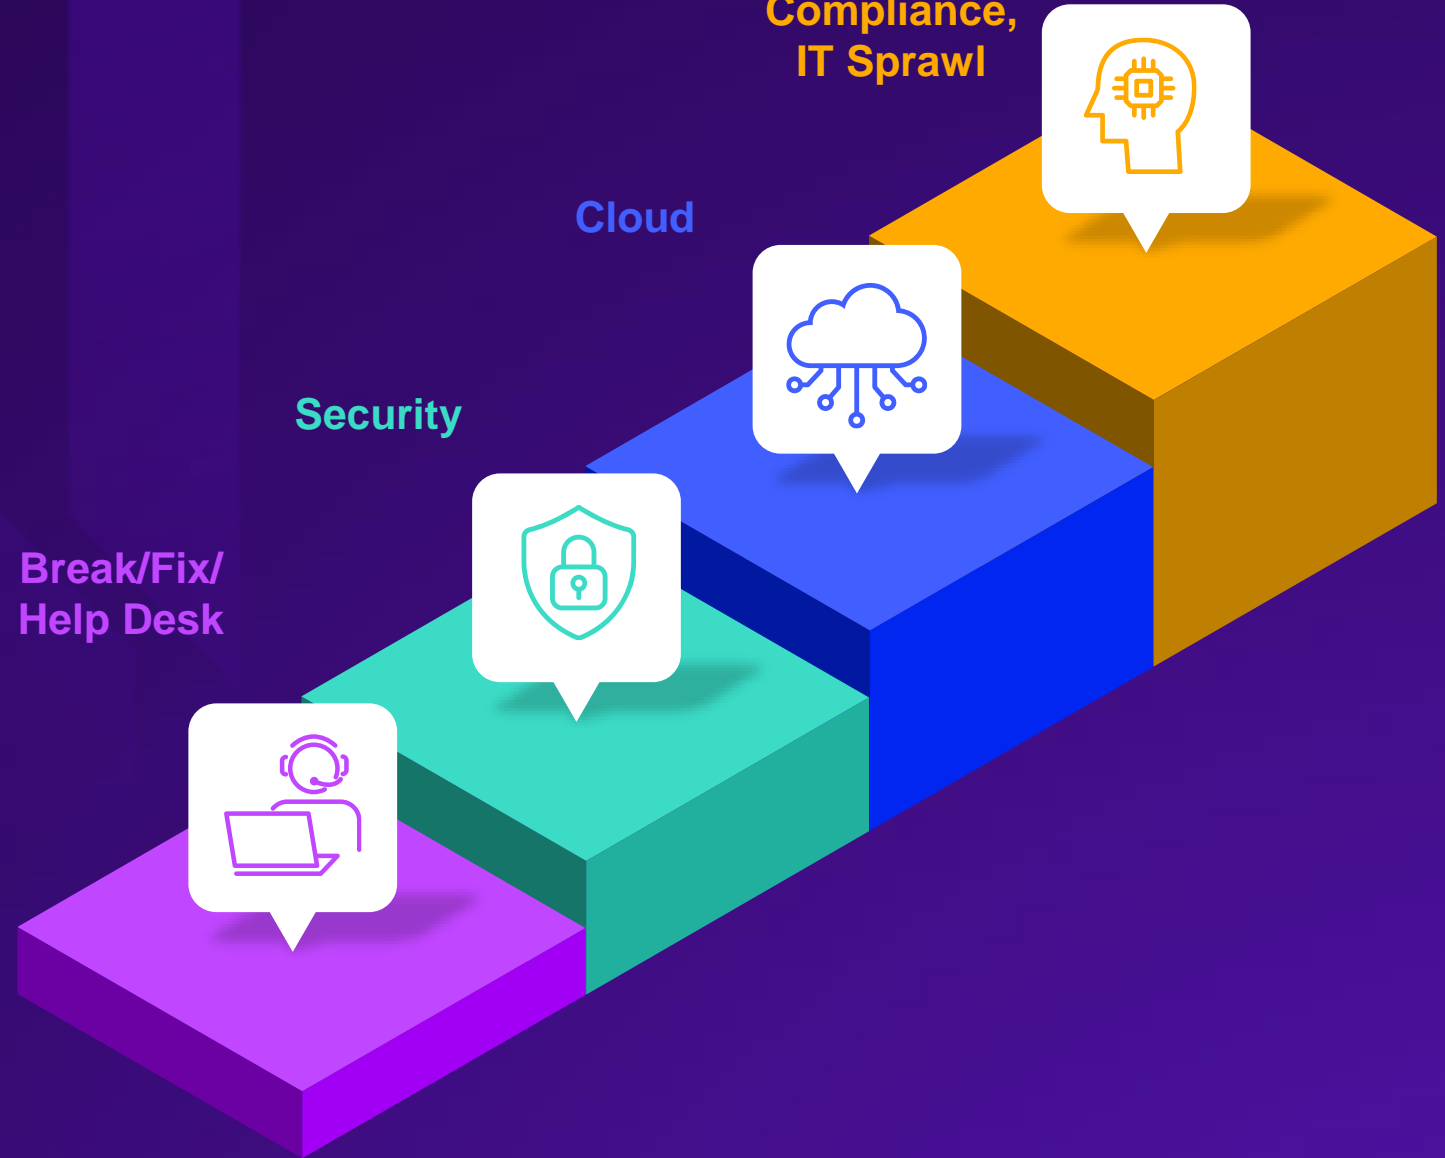 Compliance,
IT Sprawl
Cloud
Security
Break/Fix/
Help Desk